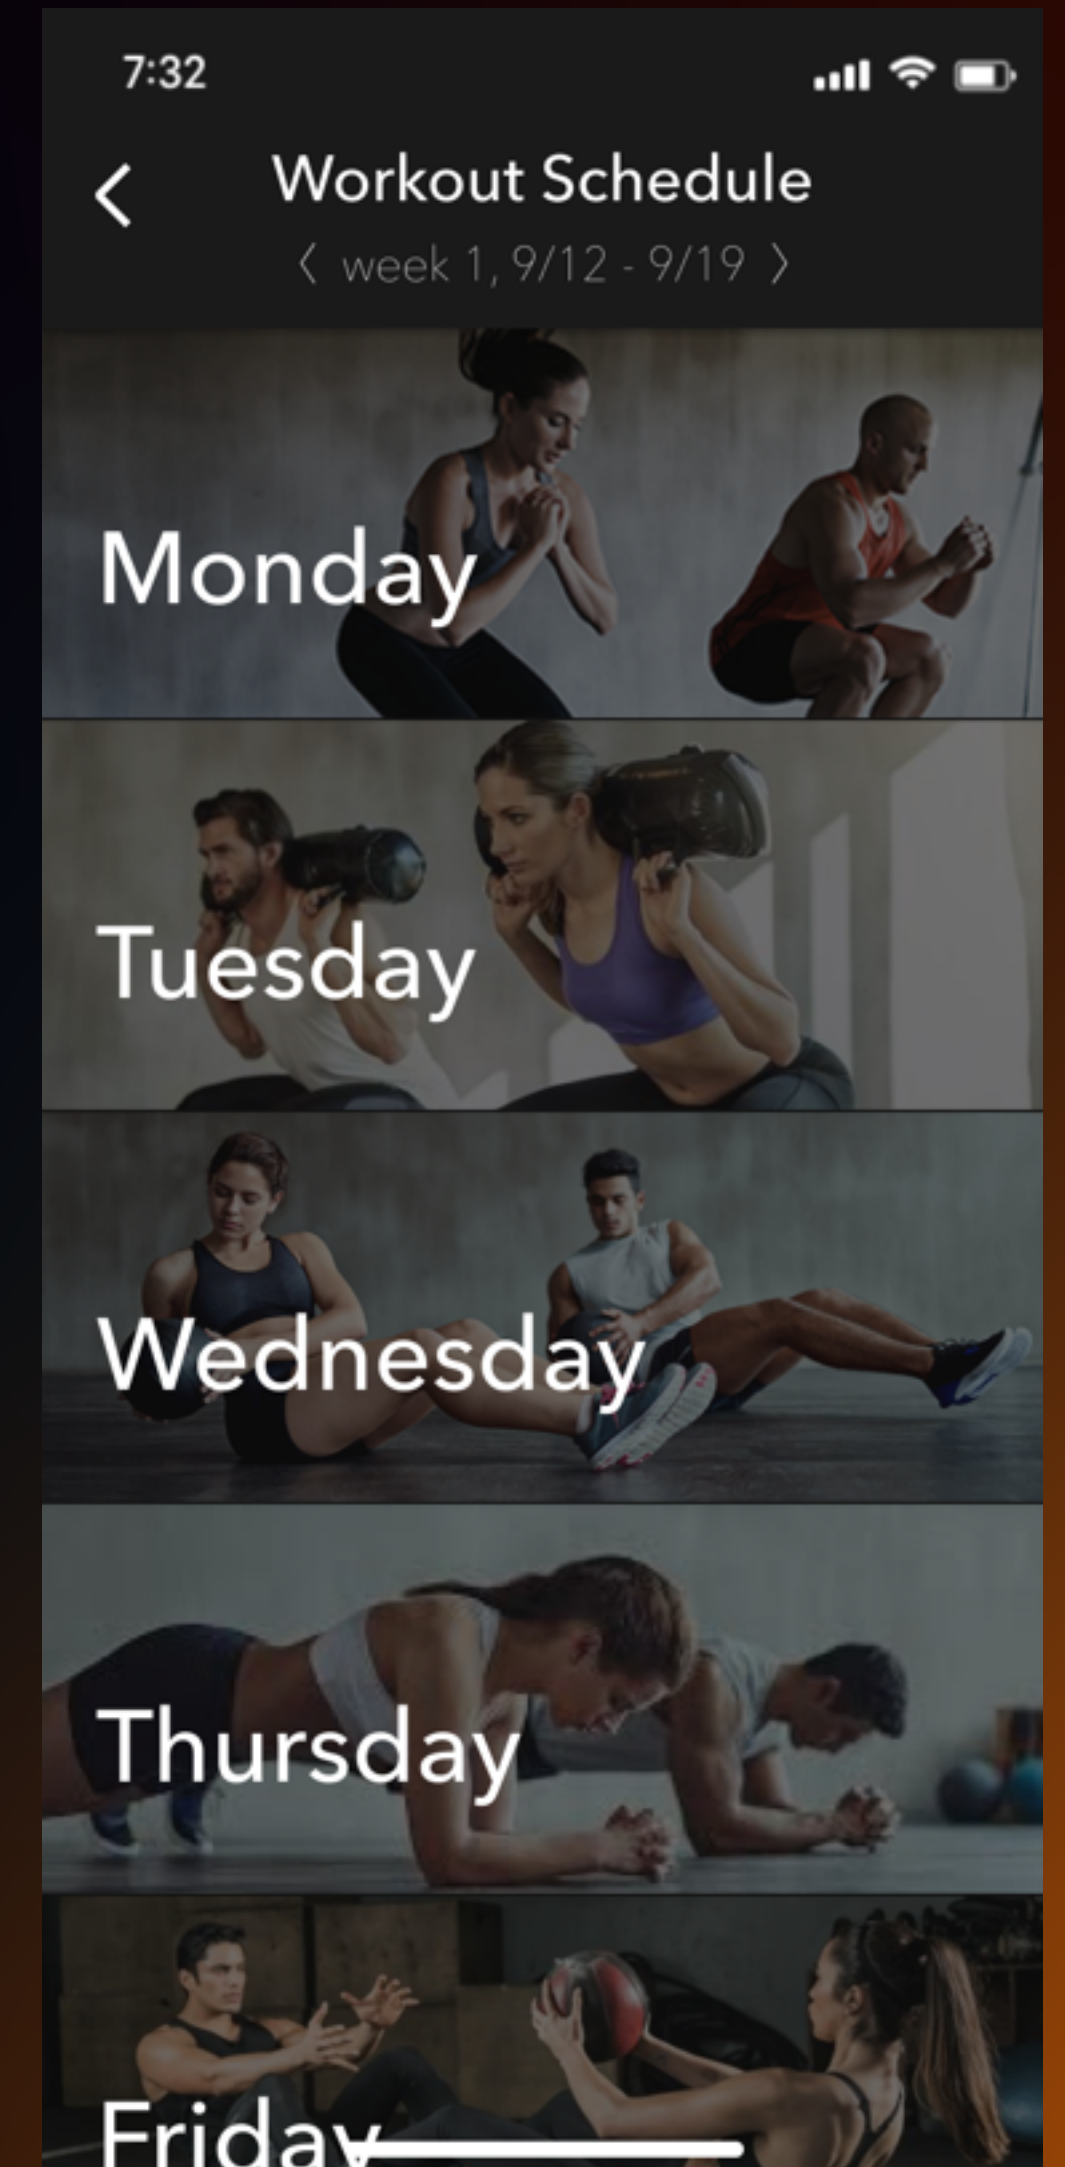 7:32
Workout Schedule
〈 week 1, 9/12 - 9/19 〉
Monday
Tuesday
Wednesday
Thursday
Friday